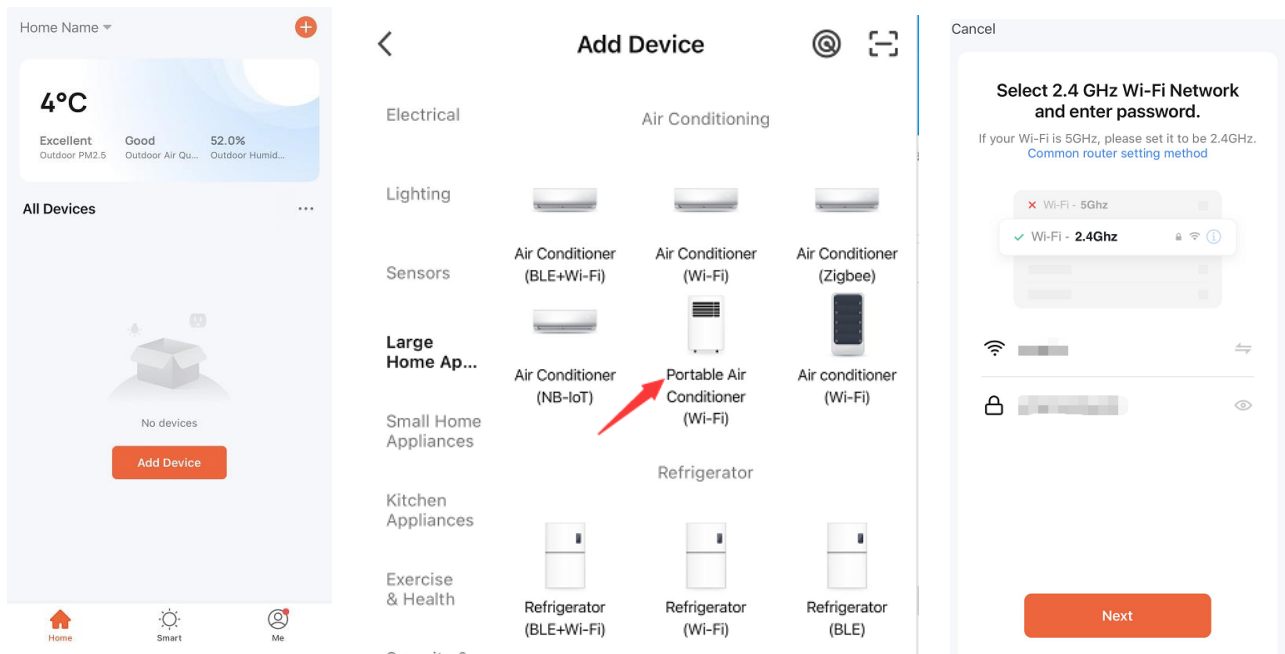 Home Name
4°C
Excellent Good 52.0%
Outdoor PM2.5 Outdoor Air Qu... Outdoor Humid...
All Devices
No devices
Add Device
Home Smart Me
Add Device
Electrical
Lighting
Sensors
Large
Home Ap...
Small Home
Appliances
Kitchen
Appliances
Exercise
& Health
Air Conditioning
Air Conditioner
(BLE+Wi-Fi)
Air Conditioner
(Wi-Fi)
Air Conditioner
(Zigbee)
Air Conditioner
(NB-IoT)
Portable Air
Conditioner
(Wi-Fi)
Air conditioner
(Wi-Fi)
Refrigerator
Refrigerator
(BLE+Wi-Fi)
Refrigerator
(Wi-Fi)
Refrigerator
(BLE)
Cancel
Select 2.4 GHz Wi-Fi Network
and enter password.
If your Wi-Fi is 5GHz, please set it to be 2.4GHz.
Common router setting method
Wi-Fi - 5Ghz
Wi-Fi - 2.4Ghz
Next